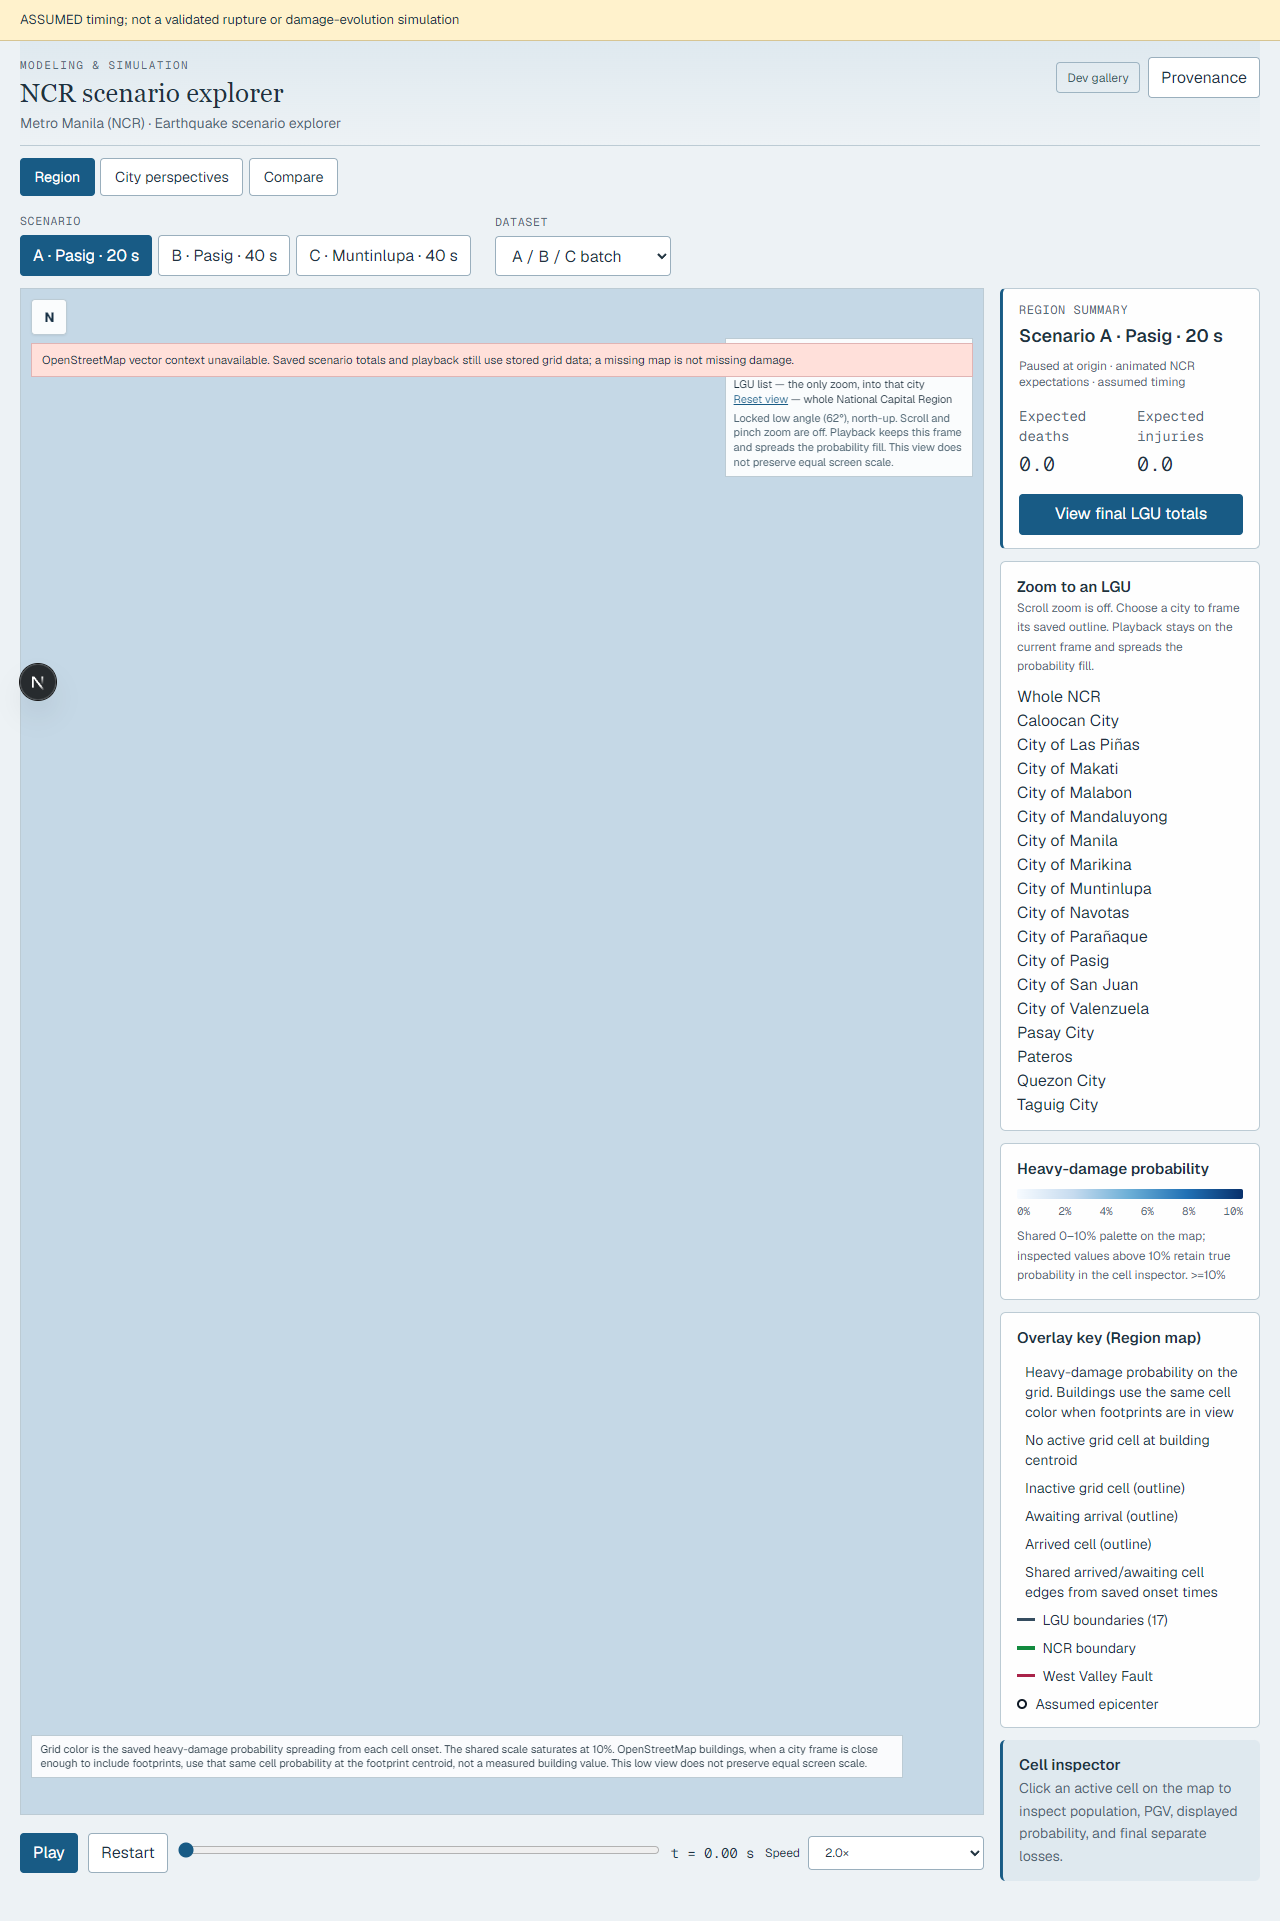 ASSUMED timing; not a validated rupture or damage-evolution simulation
MODELING & SIMULATION
NCR scenario explorer
Metro Manila (NCR) · Earthquake scenario explorer
Dev gallery
Provenance
Region
City perspectives
Compare
SCENARIO
A · Pasig · 20 s
B · Pasig · 40 s
C · Muntinlupa · 40 s
DATASET
A / B / C batch
N
OpenStreetMap vector context unavailable. Saved scenario totals and playback still use stored grid data; a missing map is not missing damage.
LGU list — the only zoom, into that city
Reset view — whole National Capital Region
Locked low angle (62°), north-up. Scroll and
pinch zoom are off. Playback keeps this frame
and spreads the probability fill. This view does
not preserve equal screen scale.
N
Grid color is the saved heavy-damage probability spreading from each cell onset. The shared scale saturates at 10%. OpenStreetMap buildings, when a city frame is close
enough to include footprints, use that same cell probability at the footprint centroid, not a measured building value. This low view does not preserve equal screen scale.
Play
Restart
t = 0.00 s
Speed
2.0×
REGION SUMMARY
Scenario A · Pasig · 20 s
Paused at origin · animated NCR
expectations · assumed timing
Expected
deaths
0.0
Expected
injuries
0.0
View final LGU totals
Zoom to an LGU
Scroll zoom is off. Choose a city to frame
its saved outline. Playback stays on the
current frame and spreads the
probability fill.
Whole NCR
Caloocan City
City of Las Piñas
City of Makati
City of Malabon
City of Mandaluyong
City of Manila
City of Marikina
City of Muntinlupa
City of Navotas
City of Parañaque
City of Pasig
City of San Juan
City of Valenzuela
Pasay City
Pateros
Quezon City
Taguig City
Heavy-damage probability
0% 2% 4% 6% 8% 10%
Shared 0–10% palette on the map;
inspected values above 10% retain true
probability in the cell inspector. >=10%
Overlay key (Region map)
Heavy-damage probability on the
grid. Buildings use the same cell
color when footprints are in view
No active grid cell at building
centroid
Inactive grid cell (outline)
Awaiting arrival (outline)
Arrived cell (outline)
Shared arrived/awaiting cell
edges from saved onset times
LGU boundaries (17)
NCR boundary
West Valley Fault
Assumed epicenter
Cell inspector
Click an active cell on the map to
inspect population, PGV, displayed
probability, and final separate
losses.